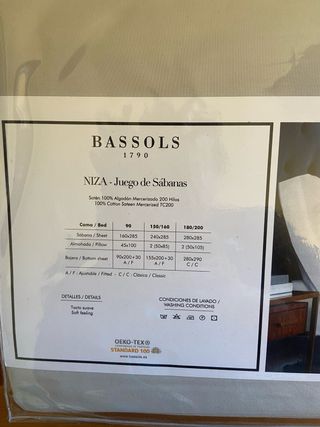 BASSOLS
1790
NIZA - Juego de Sábanas
Satén 100% Algodón Mercerizado 200 Hilos
100% Cotton Sateen Mercerized TC200
Cama / Bed 90 150/160 180/200
Sábana / Sheet 160x285 240x285 280x285
Almohada / Pillow 45x100 2 (50x85) 2 (50x105)
Bajera / Bottom sheet 90x200+30 155x200+30 280x290
A / F A / F C / C
A / F : Ajustable / Fitted - C / C : Clásica / Classic
DETALLES / DETAILS
Tacto suave
Soft feeling
CONDICIONES DE LAVADO /
WASHING CONDITIONS
OEKO-TEX®
STANDARD 100
www.bassols.es